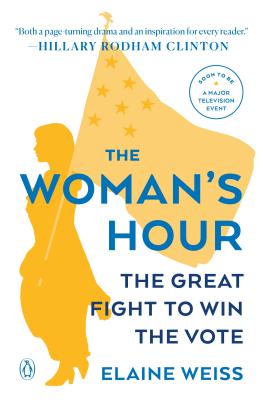 “Both a page-turning drama and an inspiration for every reader.”
—HILLARY RODHAM CLINTON
SOON TO BE
A MAJOR
TELEVISION
EVENT
THE
WOMAN’S
HOUR
THE GREAT
FIGHT TO WIN
THE VOTE
ELAINE WEISS